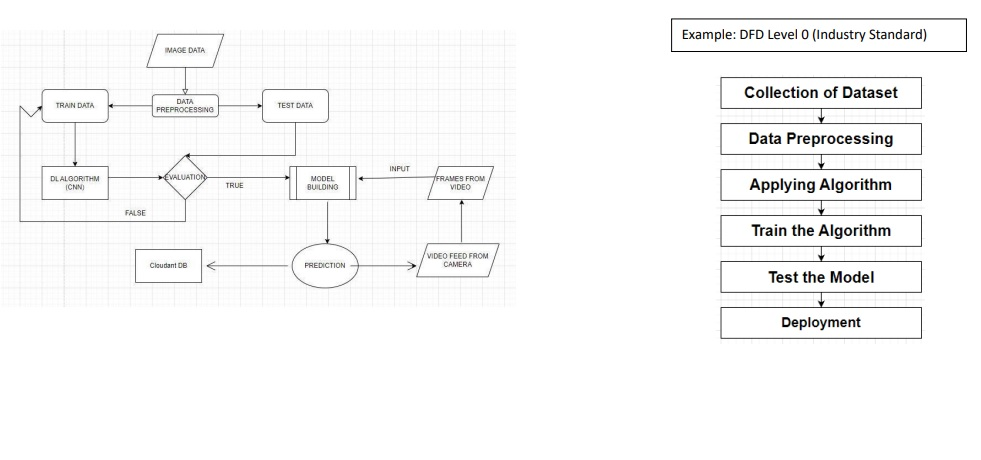 IMAGE DATA
TRAIN DATA
DATA
PREPROCESSING
TEST DATA
DL ALGORITHM
(CNN)
EVALUATION
TRUE
MODEL
BUILDING
INPUT
FRAMES FROM
VIDEO
FALSE
Cloudant DB
PREDICTION
VIDEO FEED FROM
CAMERA
Example: DFD Level 0 (Industry Standard)
Collection of Dataset
Data Preprocessing
Applying Algorithm
Train the Algorithm
Test the Model
Deployment